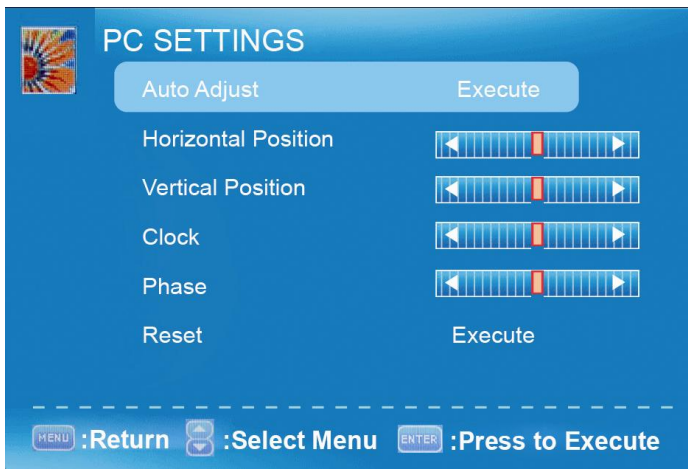 PC SETTINGS
Auto Adjust Execute
Horizontal Position
Vertical Position
Clock
Phase
Reset Execute
MENU :Return :Select Menu ENTER :Press to Execute